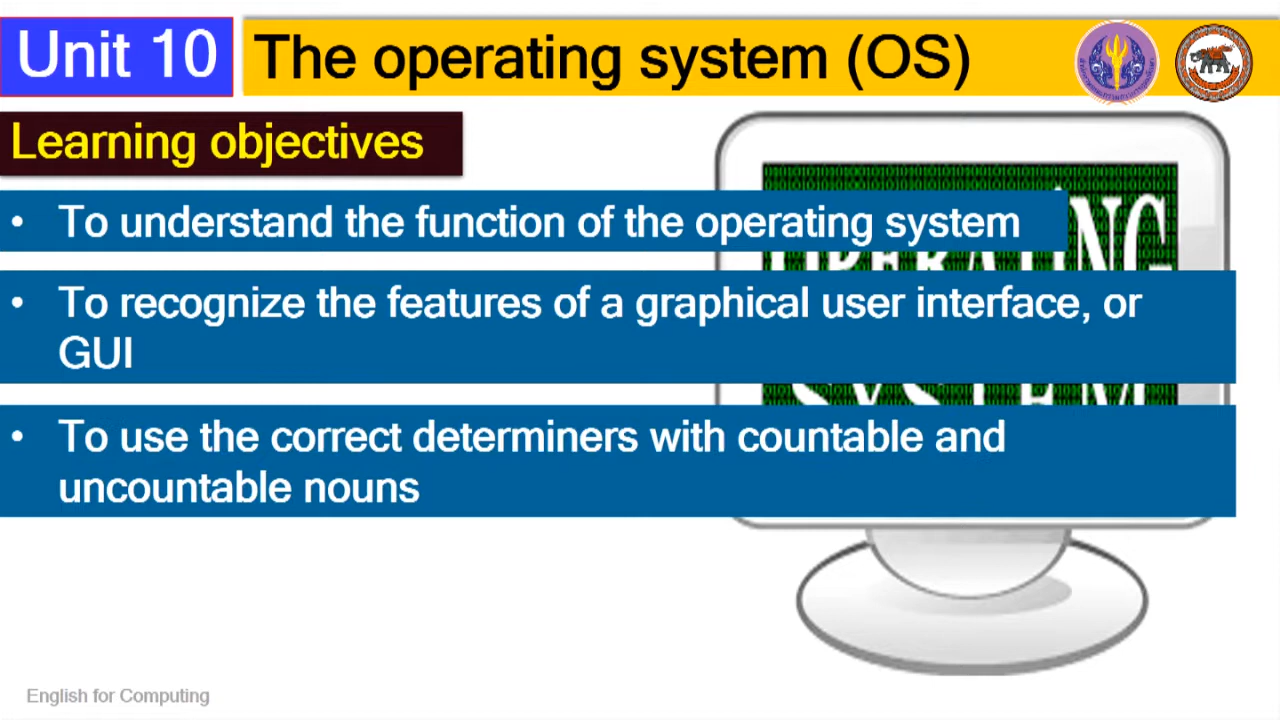 Unit 10
The operating system (OS)
Learning objectives
• To understand the function of the operating system
• To recognize the features of a graphical user interface, or
GUI
• To use the correct determiners with countable and
uncountable nouns
English for Computing